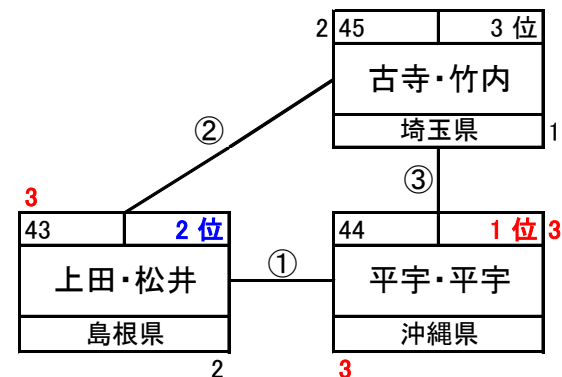 2 45 3 位
古寺・竹内
埼玉県 1
②
③
3
43 2 位
上田・松井
島根県
2
①
44 1 位 3
平宇・平宇
沖縄県
3